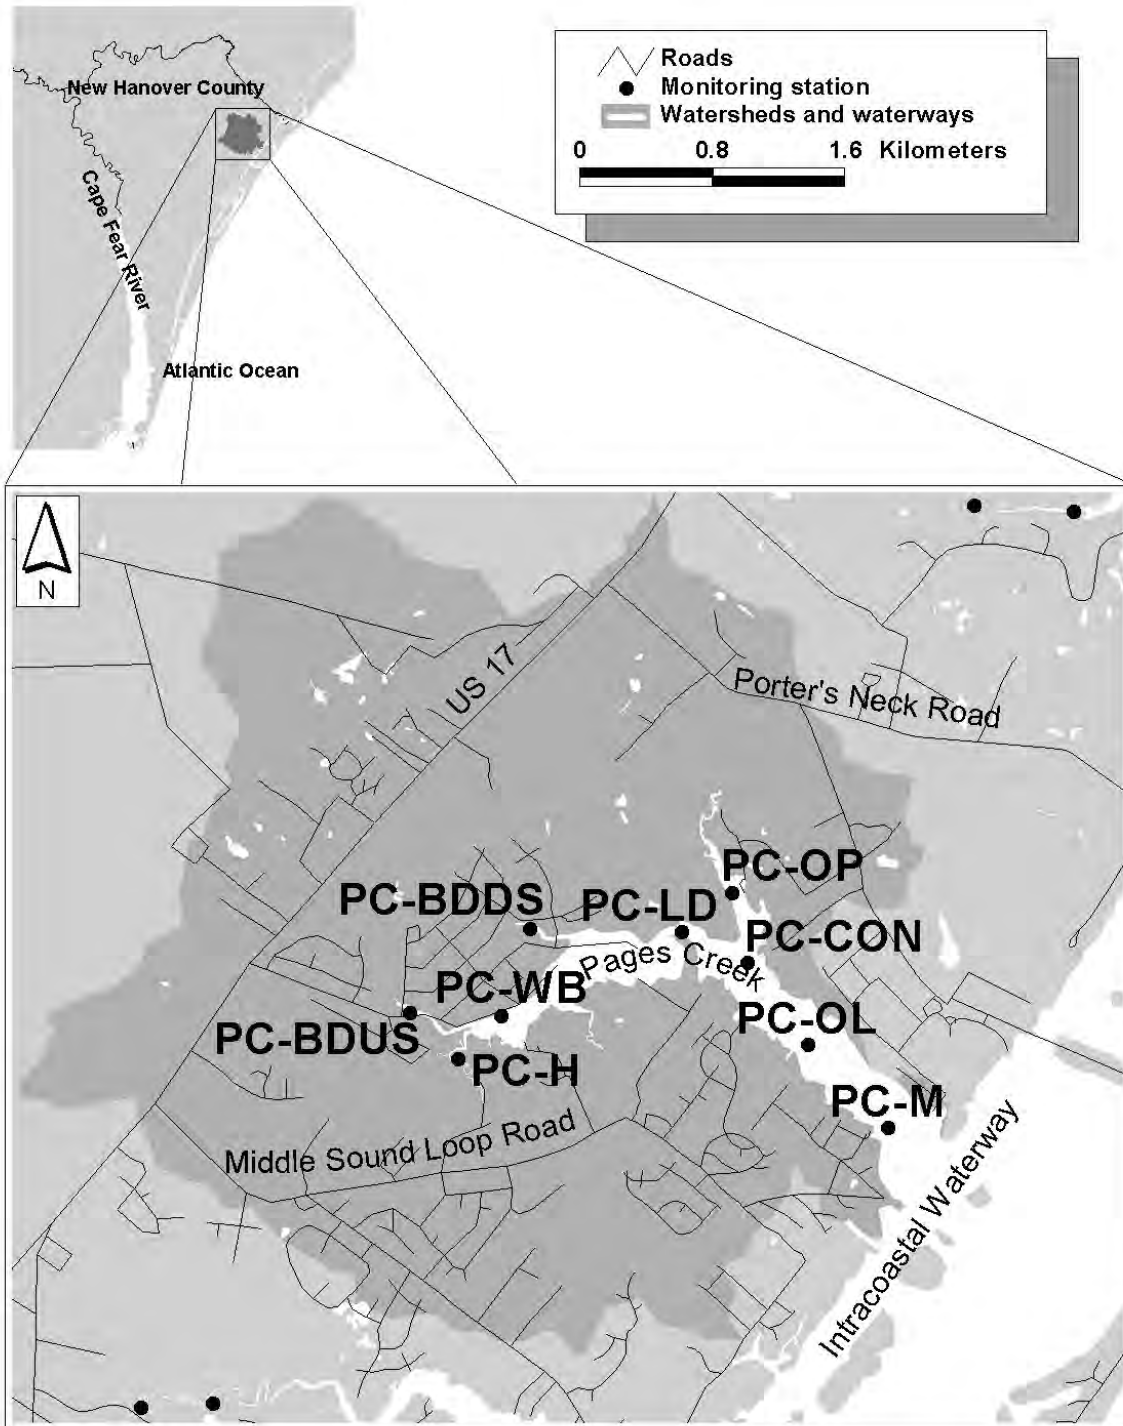 New Hanover County
Cape Fear River
Atlantic Ocean
Roads
Monitoring station
Watersheds and waterways
0 0.8 1.6 Kilometers
N
US 17
Porter's Neck Road
PC-OP
PC-BDDS
PC-LD
PC-CON
Pages Creek
PC-WB
PC-OL
PC-BDUS
PC-H
PC-M
Middle Sound Loop Road
Intracoastal Waterway